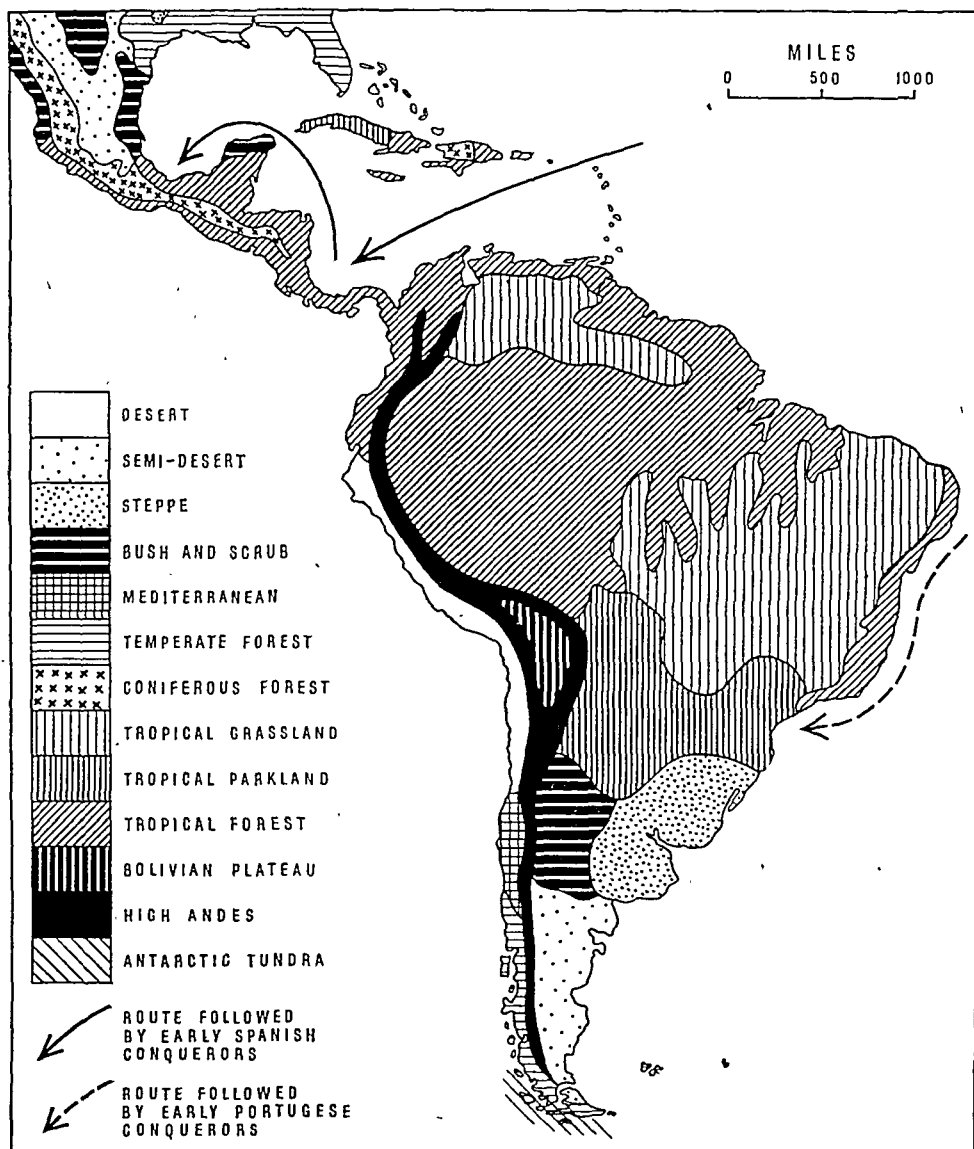 MILES
0 500 1000
DESERT
SEMI-DESERT
STEPPE
BUSH AND SCRUB
MEDITERRANEAN
TEMPERATE FOREST
CONIFEROUS FOREST
TROPICAL GRASSLAND
TROPICAL PARKLAND
TROPICAL FOREST
BOLIVIAN PLATEAU
HIGH ANDES
ANTARCTIC TUNDRA
ROUTE FOLLOWED
BY EARLY SPANISH
CONQUERORS
ROUTE FOLLOWED
BY EARLY PORTUGESE
CONQUERORS